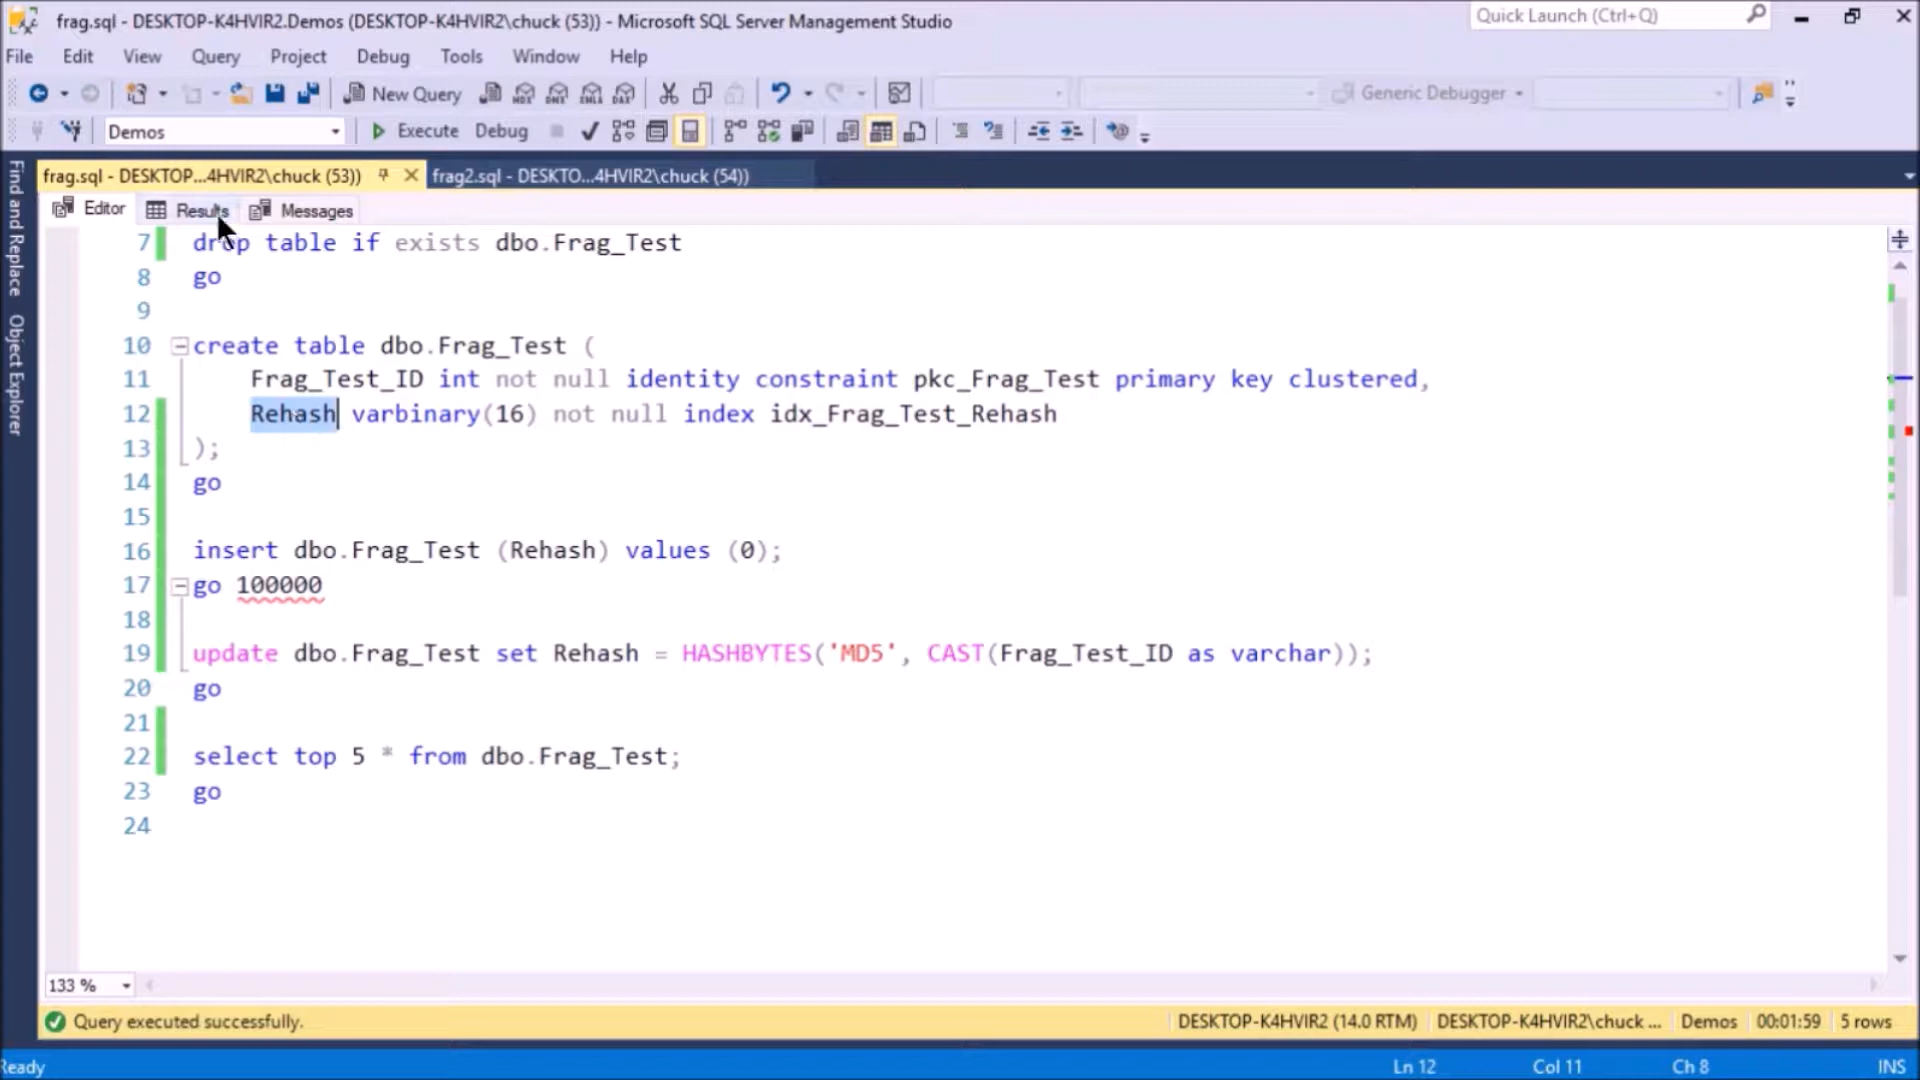 frag.sql - DESKTOP-K4HVIR2.Demos (DESKTOP-K4HVIR2\chuck (53)) - Microsoft SQL Server Management Studio
Quick Launch (Ctrl+Q)
File Edit View Query Project Debug Tools Window Help
New Query
Generic Debugger
Demos
Execute Debug
frag.sql - DESKTOP...4HVIR2\chuck (53))
frag2.sql - DESKTO...4HVIR2\chuck (54))
Editor Results Messages
Find and Replace
Object Explorer
7 drop table if exists dbo.Frag_Test
8 go
9
10 create table dbo.Frag_Test (
11 Frag_Test_ID int not null identity constraint pkc_Frag_Test primary key clustered,
12 Rehash varbinary(16) not null index idx_Frag_Test_Rehash
13 );
14 go
15
16 insert dbo.Frag_Test (Rehash) values (0);
17 go 100000
18
19 update dbo.Frag_Test set Rehash = HASHBYTES('MD5', CAST(Frag_Test_ID as varchar));
20 go
21
22 select top 5 * from dbo.Frag_Test;
23 go
24
133 %
Query executed successfully.
DESKTOP-K4HVIR2 (14.0 RTM) DESKTOP-K4HVIR2\chuck ... Demos 00:01:59 5 rows
Ready
Ln 12 Col 11 Ch 8 INS